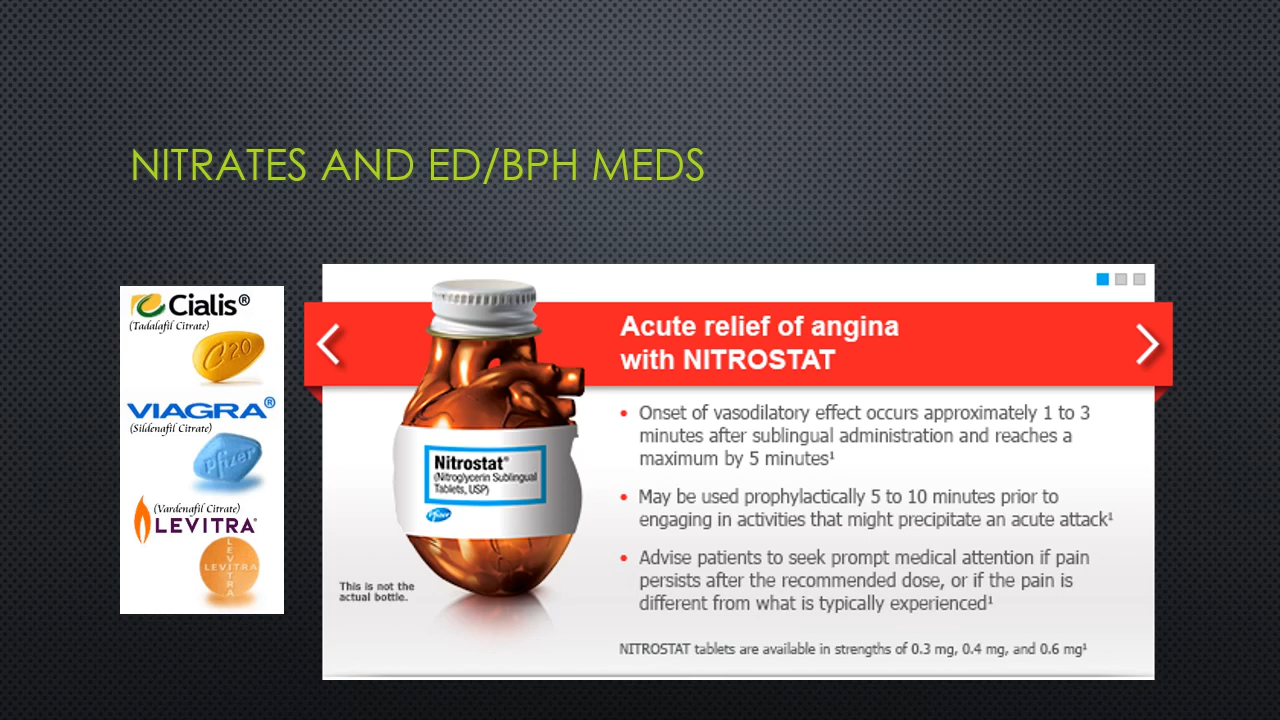 NITRATES AND ED/BPH MEDS
Cialis®
(Tadalafil Citrate)
C 20
VIAGRA®
(Sildenafil Citrate)
Pfizer
(Vardenafil Citrate)
LEVITRA®
LEVITRA
LEVITRA
Acute relief of angina
with NITROSTAT
Nitrostat®
(Nitroglycerin Sublingual
Tablets, USP)
Pfizer
This is not the
actual bottle.
• Onset of vasodilatory effect occurs approximately 1 to 3
minutes after sublingual administration and reaches a
maximum by 5 minutes¹
• May be used prophylactically 5 to 10 minutes prior to
engaging in activities that might precipitate an acute attack¹
• Advise patients to seek prompt medical attention if pain
persists after the recommended dose, or if the pain is
different from what is typically experienced¹
NITROSTAT tablets are available in strengths of 0.3 mg, 0.4 mg, and 0.6 mg¹